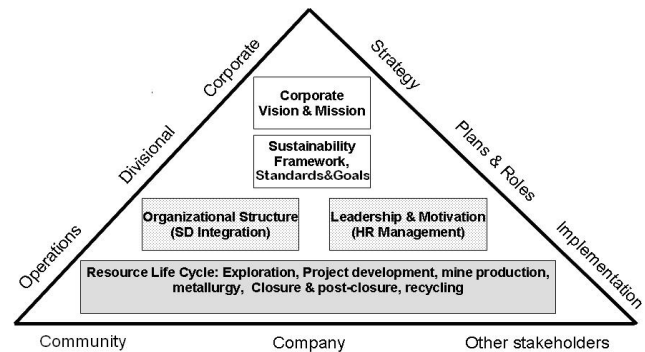 Corporate
Strategy
Corporate
Vision & Mission
Divisional
Plans & Roles
Sustainability
Framework,
Standards&Goals
Organizational Structure
(SD Integration)
Leadership & Motivation
(HR Management)
Operations
Implementation
Resource Life Cycle: Exploration, Project development, mine production,
metallurgy, Closure & post-closure, recycling
Community
Company
Other stakeholders